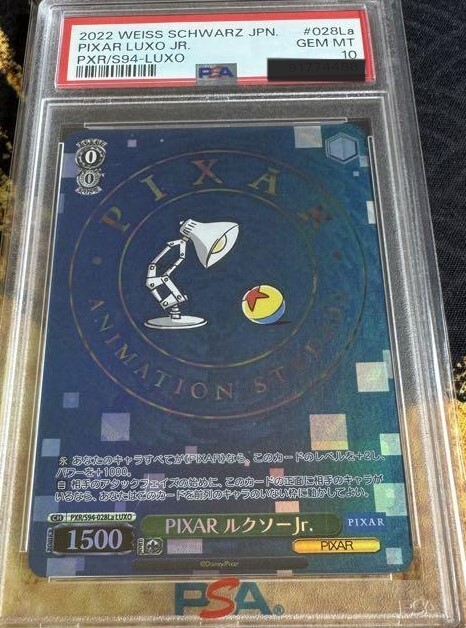 2022 WEISS SCHWARZ JPN. #028La
PIXAR LUXO JR. GEM MT
PXR/S94-LUXO 10
PSA
0
0
PIXAR
ANIMATION STUDIOS
あなたのキャラすべてが《PIXAR》なら、このカードのレベルを+2し、
パワーを+1000。
相手のアタックフェイズの始めに、このカードの正面に相手のキャラが
いるなら、あなたはこのカードを前列のキャラのいない枠に動かしてよい。
PXR/S94-028La LUXO
1500 PIXAR ルクソーJr. PIXAR
PIXAR
©Disney/Pixar
PSA®